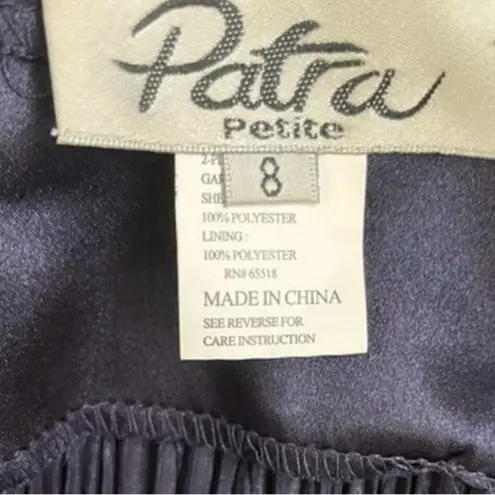 Patra
Petite
8
100% POLYESTER
LINING :
100% POLYESTER
RN# 65518
MADE IN CHINA
SEE REVERSE FOR
CARE INSTRUCTION